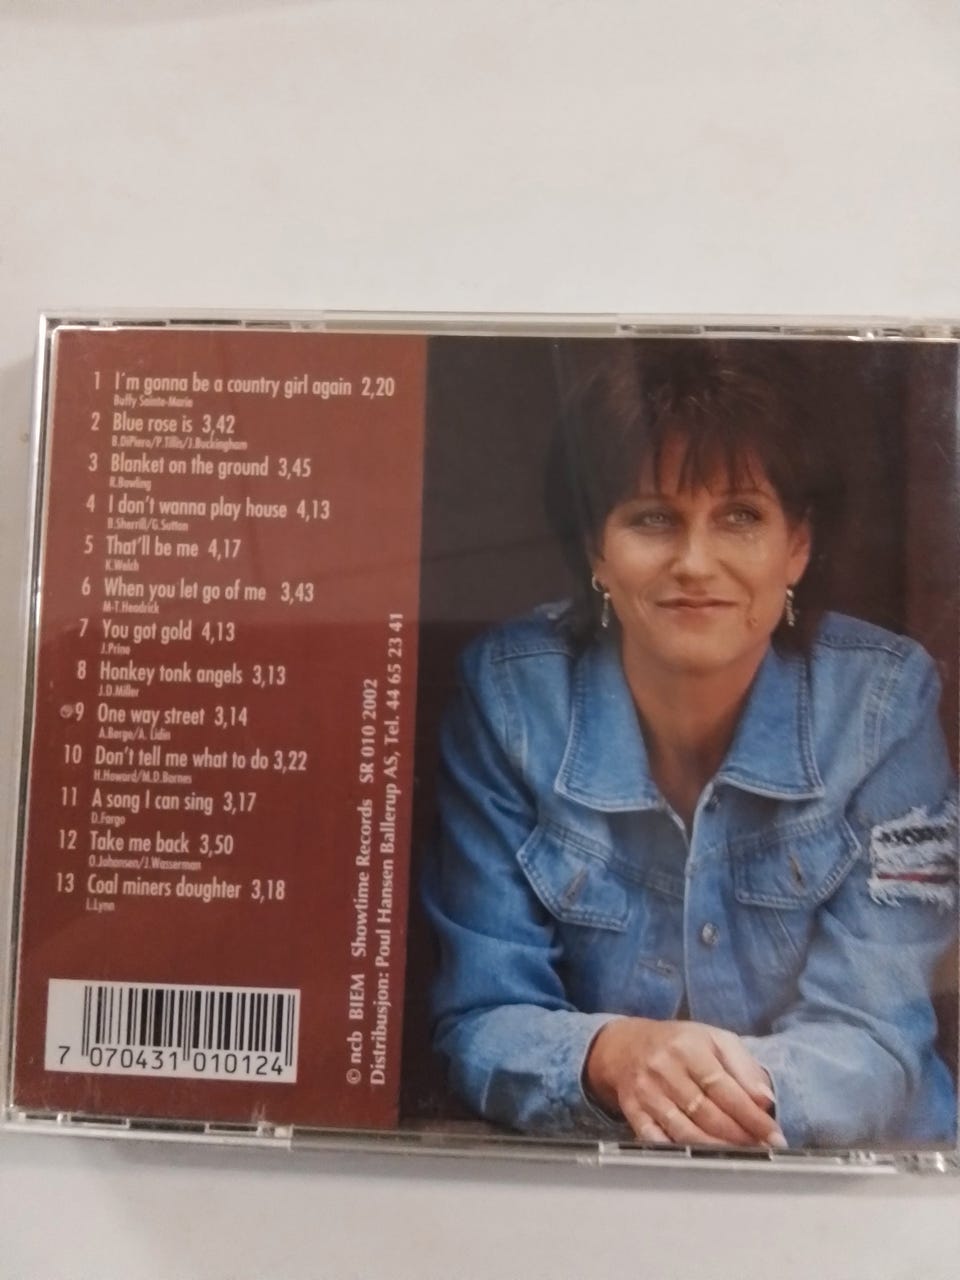 1 I'm gonna be a country girl again 2,20
Buffy Sainte-Marie
2 Blue rose is 3,42
B.DiPiero/P.Tillis/J.Buckingham
3 Blanket on the ground 3,45
R.Bowling
4 I don't wanna play house 4,13
B.Sherrill/G.Sutton
5 That'll be me 4,17
K.Welch
6 When you let go of me 3,43
M-T.Headrick
7 You got gold 4,13
J.Prine
8 Honkey tonk angels 3,13
J.D.Miller
9 One way street 3,14
A.Berge/A. Lidin
10 Don't tell me what to do 3,22
H.Howard/M.D.Barnes
11 A song I can sing 3,17
D.Fargo
12 Take me back 3,50
O.Johansen/J.Wasserman
13 Coal miners doughter 3,18
L.Lynn
7 070431 010124
© ncb BIEM Showtime Records SR 010 2002
Distribusjon: Poul Hansen Ballerup AS, Tel. 44 65 23 41